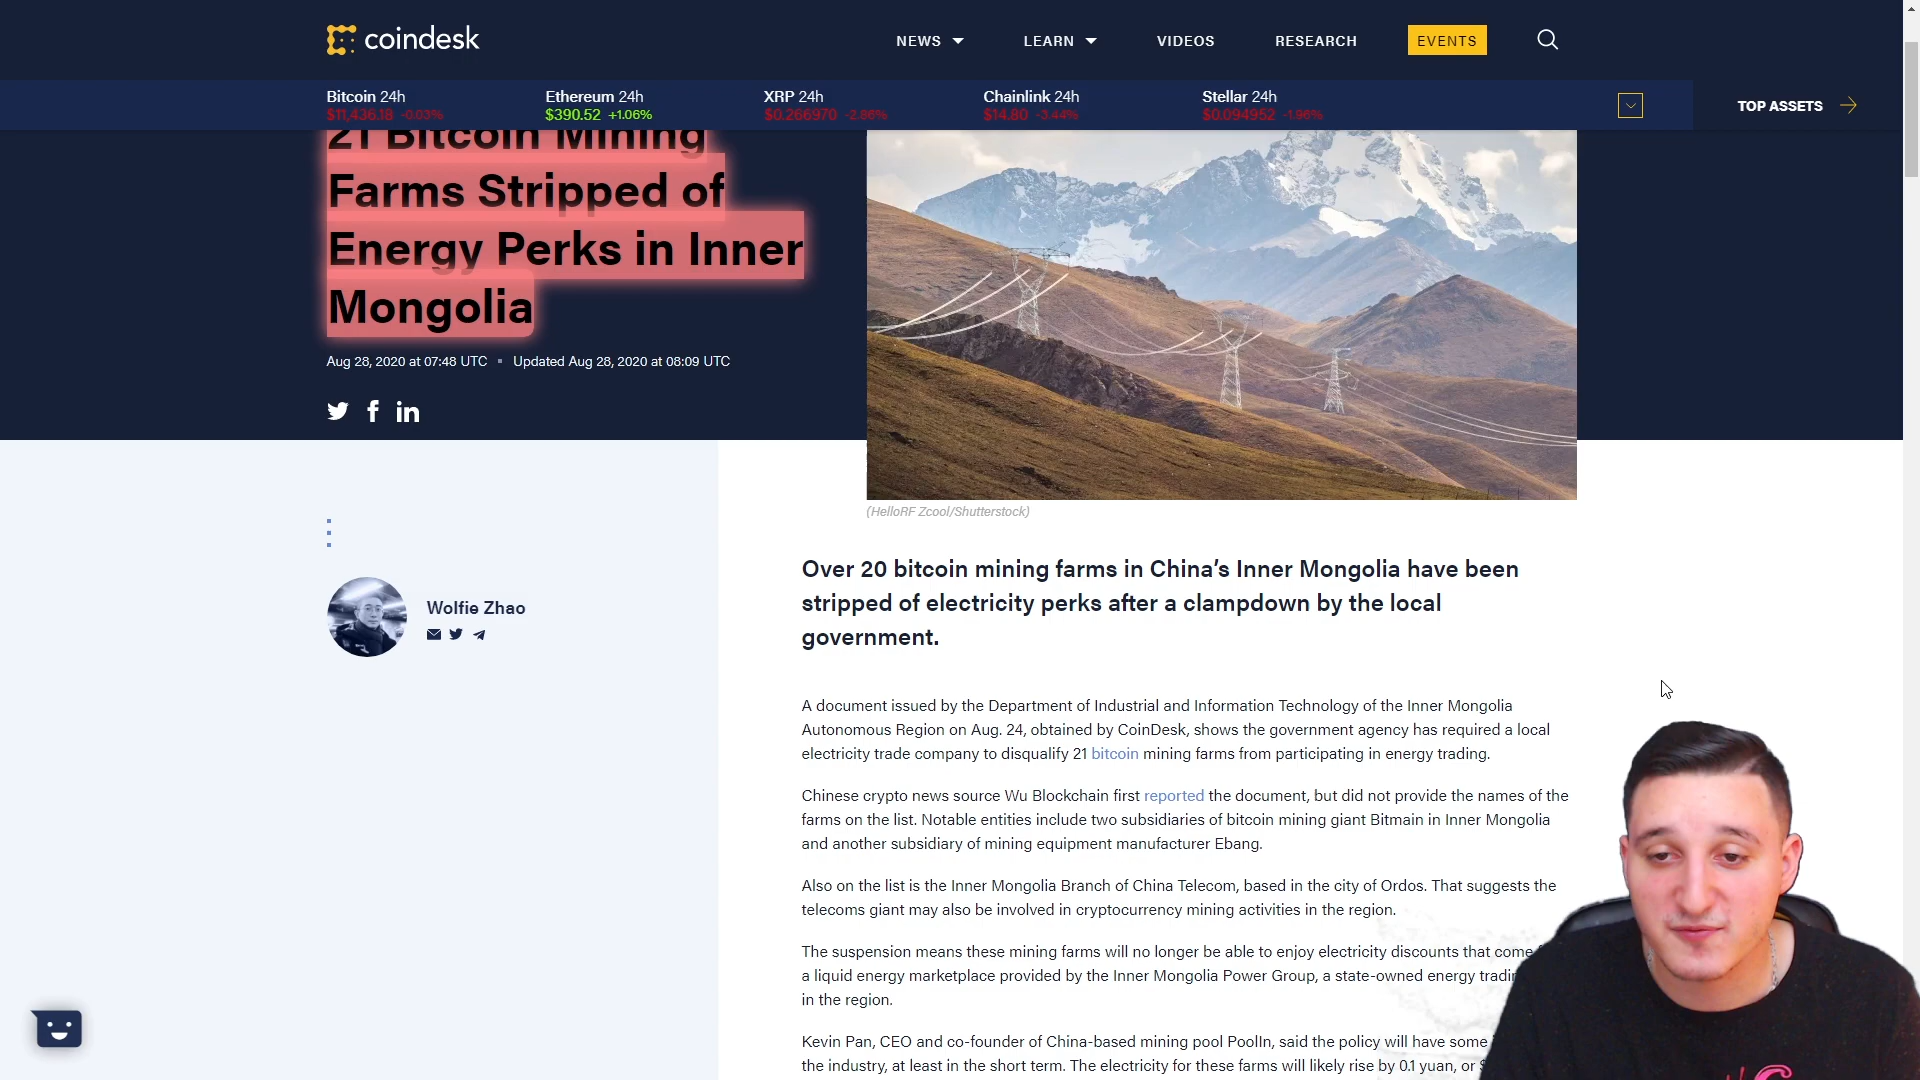 coindesk
NEWS
LEARN
VIDEOS
RESEARCH
EVENTS
Bitcoin 24h
$11,436.18 -0.03%
Ethereum 24h
$390.52 +1.06%
XRP 24h
$0.266970 -2.86%
Chainlink 24h
$14.80 -3.44%
Stellar 24h
$0.094952 -1.96%
TOP ASSETS
21 Bitcoin Mining
Farms Stripped of
Energy Perks in Inner
Mongolia
Aug 28, 2020 at 07:48 UTC ▪ Updated Aug 28, 2020 at 08:09 UTC
(HelloRF Zcool/Shutterstock)
Wolfie Zhao
Over 20 bitcoin mining farms in China’s Inner Mongolia have been
stripped of electricity perks after a clampdown by the local
government.
A document issued by the Department of Industrial and Information Technology of the Inner Mongolia
Autonomous Region on Aug. 24, obtained by CoinDesk, shows the government agency has required a local
electricity trade company to disqualify 21 bitcoin mining farms from participating in energy trading.
Chinese crypto news source Wu Blockchain first reported the document, but did not provide the names of the
farms on the list. Notable entities include two subsidiaries of bitcoin mining giant Bitmain in Inner Mongolia
and another subsidiary of mining equipment manufacturer Ebang.
Also on the list is the Inner Mongolia Branch of China Telecom, based in the city of Ordos. That suggests the
telecoms giant may also be involved in cryptocurrency mining activities in the region.
The suspension means these mining farms will no longer be able to enjoy electricity discounts that come
a liquid energy marketplace provided by the Inner Mongolia Power Group, a state-owned energy
in the region.
Kevin Pan, CEO and co-founder of China-based mining pool PoolIn, said the policy will have some
the industry, at least in the short term. The electricity for these farms will likely rise by 0.1 yuan, or